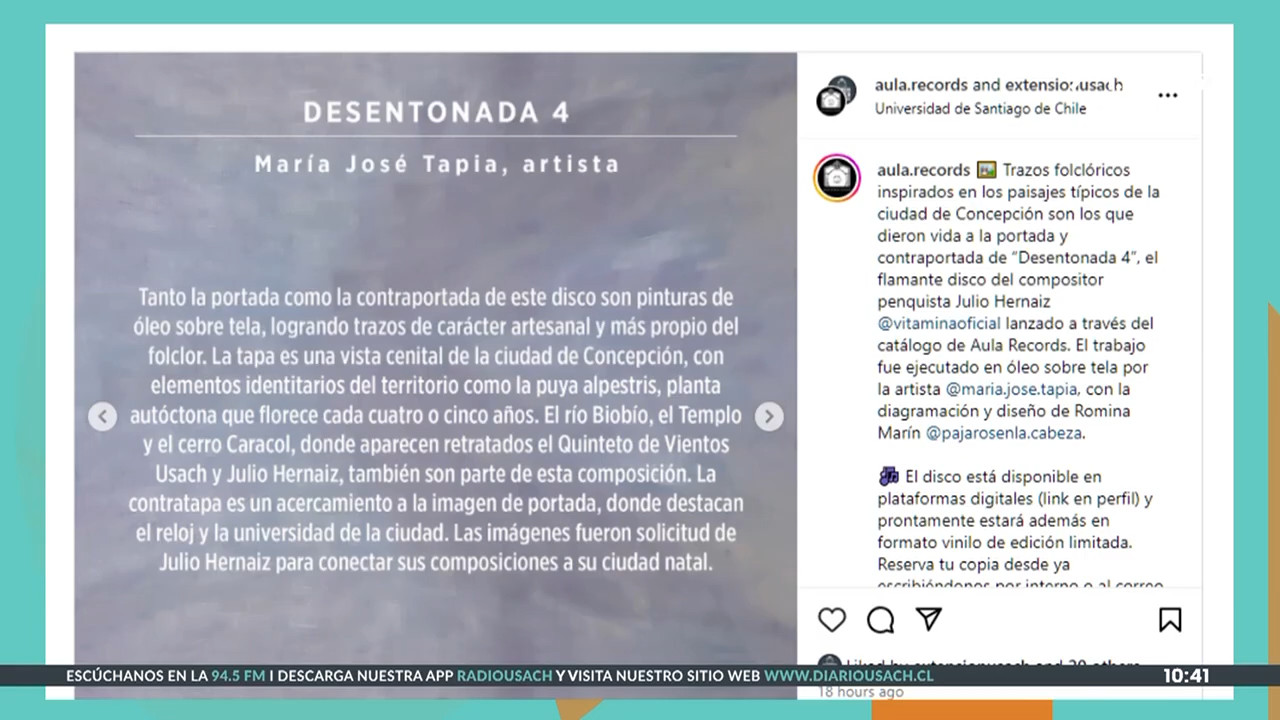 DESENTONADA 4
María José Tapia, artista
Tanto la portada como la contraportada de este disco son pinturas de
óleo sobre tela, logrando trazos de carácter artesanal y más propio del
folclor. La tapa es una vista cenital de la ciudad de Concepción, con
elementos identitarios del territorio como la puya alpestris, planta
autóctona que florece cada cuatro o cinco años. El río Biobío, el Templo
y el cerro Caracol, donde aparecen retratados el Quinteto de Vientos
Usach y Julio Hernaiz, también son parte de esta composición. La
contratapa es un acercamiento a la imagen de portada, donde destacan
el reloj y la universidad de la ciudad. Las imágenes fueron solicitud de
Julio Hernaiz para conectar sus composiciones a su ciudad natal.
aula.records and extension.usach
Universidad de Santiago de Chile
aula.records 🖼️ Trazos folclóricos
inspirados en los paisajes típicos de la
ciudad de Concepción son los que
dieron vida a la portada y
contraportada de “Desentonada 4”, el
flamante disco del compositor
penquista Julio Hernaiz
@vitaminaoficial lanzado a través del
catálogo de Aula Records. El trabajo
fue ejecutado en óleo sobre tela por
la artista @maria.jose.tapia, con la
diagramación y diseño de Romina
Marín @pajarosenla.cabeza.
🎶 El disco está disponible en
plataformas digitales (link en perfil) y
prontamente estará además en
formato vinilo de edición limitada.
Reserva tu copia desde ya
escribiéndonos por interno o al correo
Liked by extensionusach and 20 others
18 hours ago
ESCÚCHANOS EN LA 94.5 FM I DESCARGA NUESTRA APP RADIOUSACH Y VISITA NUESTRO SITIO WEB WWW.DIARIOUSACH.CL
10:41